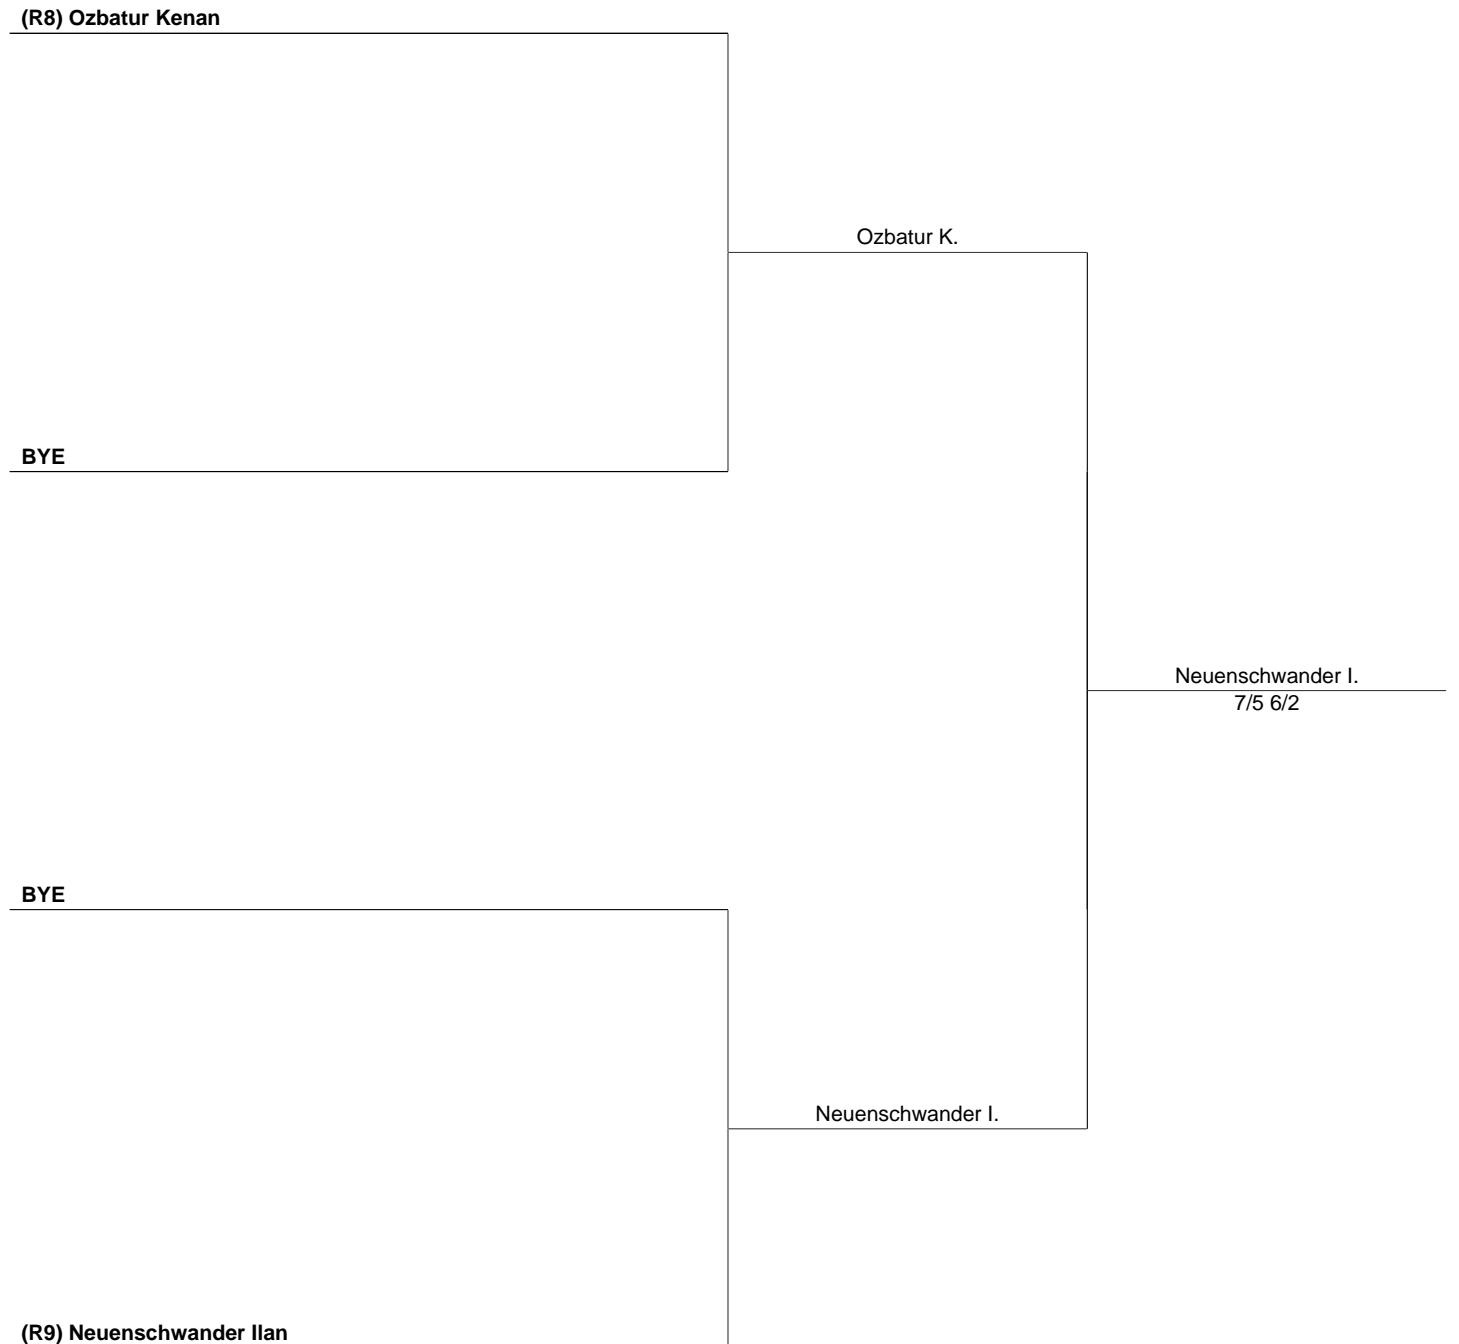 (R8) Ozbatur Kenan
Ozbatur K.
BYE
Neuenschwander I.
7/5 6/2
BYE
Neuenschwander I.
(R9) Neuenschwander Ilan